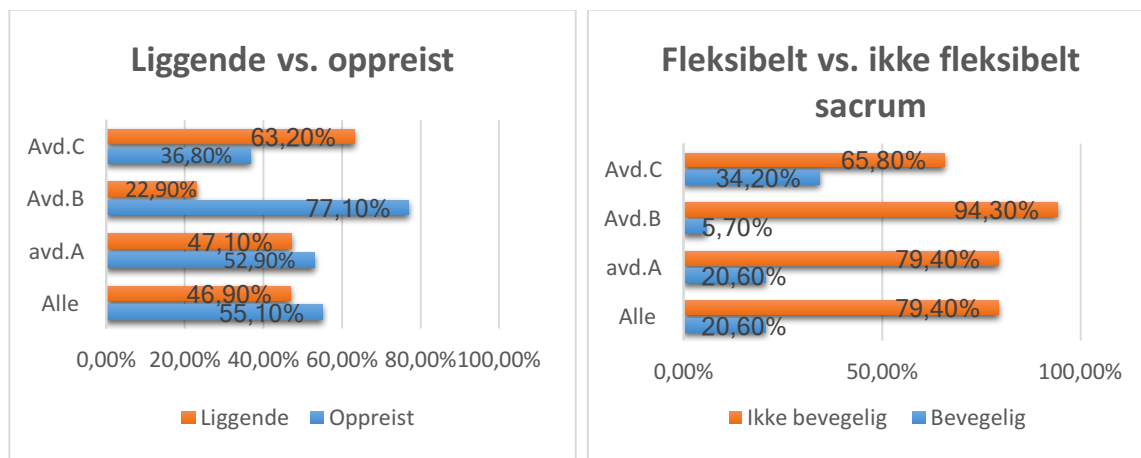 Liggende vs. oppreist
Avd.C
63,20%
36,80%
Avd.B
22,90%
77,10%
avd.A
47,10%
52,90%
Alle
46,90%
55,10%
0,00% 20,00% 40,00% 60,00% 80,00% 100,00%
Liggende Oppreist
Fleksibelt vs. ikke fleksibelt
sacrum
Avd.C
65,80%
34,20%
Avd.B
94,30%
5,70%
avd.A
79,40%
20,60%
Alle
79,40%
20,60%
0,00% 50,00% 100,00%
Ikke bevegelig Bevegelig